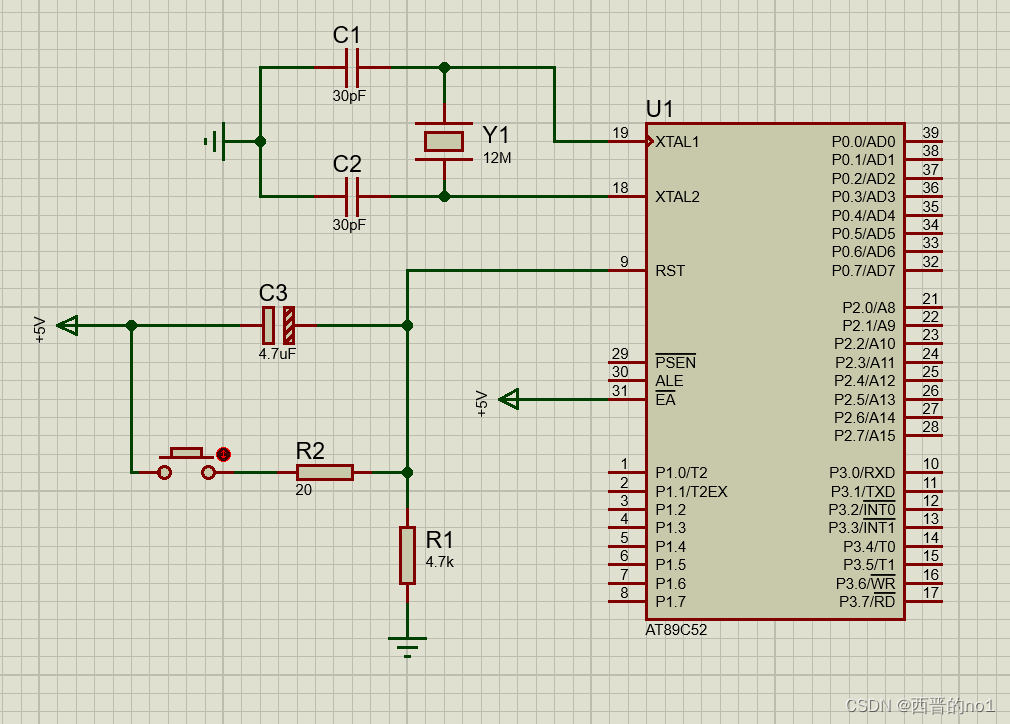 C1
30pF
Y1
12M
C2
30pF
C3
4.7uF
+5V
+5V
R2
20
R1
4.7k
U1
19 XTAL1
18 XTAL2
9 RST
29 PSEN
30 ALE
31 EA
1 P1.0/T2
2 P1.1/T2EX
3 P1.2
4 P1.3
5 P1.4
6 P1.5
7 P1.6
8 P1.7
P0.0/AD0 39
P0.1/AD1 38
P0.2/AD2 37
P0.3/AD3 36
P0.4/AD4 35
P0.5/AD5 34
P0.6/AD6 33
P0.7/AD7 32
P2.0/A8 21
P2.1/A9 22
P2.2/A10 23
P2.3/A11 24
P2.4/A12 25
P2.5/A13 26
P2.6/A14 27
P2.7/A15 28
P3.0/RXD 10
P3.1/TXD 11
P3.2/INT0 12
P3.3/INT1 13
P3.4/T0 14
P3.5/T1 15
P3.6/WR 16
P3.7/RD 17
AT89C52
CSDN @西晋的no1